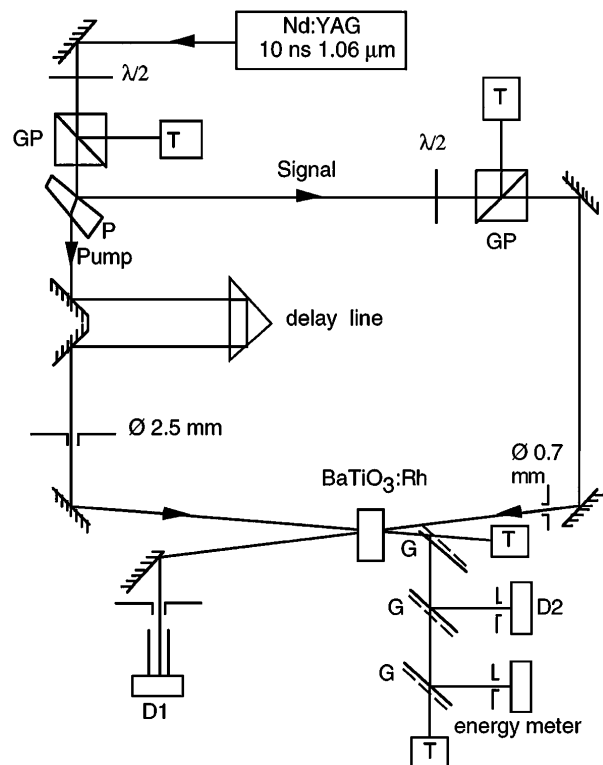 Nd:YAG
10 ns 1.06 μm
λ/2
T
GP
T
λ/2
Signal
P
GP
Pump
delay line
Ø 2.5 mm
Ø 0.7
mm
BaTiO₃:Rh
G
T
G
D2
G
D1
energy meter
T